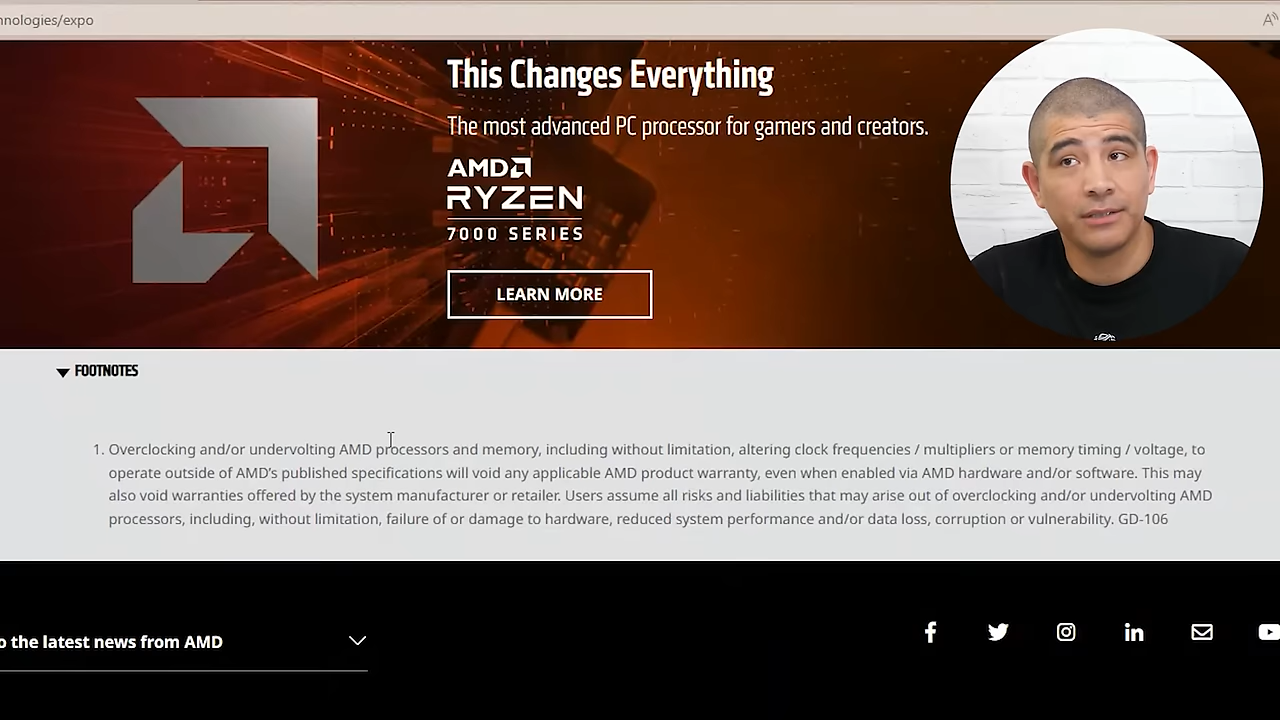 hnologies/expo
This Changes Everything
The most advanced PC processor for gamers and creators.
AMD
RYZEN
7000 SERIES
LEARN MORE
FOOTNOTES
1. Overclocking and/or undervolting AMD processors and memory, including without limitation, altering clock frequencies / multipliers or memory timing / voltage, to
operate outside of AMD's published specifications will void any applicable AMD product warranty, even when enabled via AMD hardware and/or software. This may
also void warranties offered by the system manufacturer or retailer. Users assume all risks and liabilities that may arise out of overclocking and/or undervolting AMD
processors, including, without limitation, failure of or damage to hardware, reduced system performance and/or data loss, corruption or vulnerability. GD-106
o the latest news from AMD